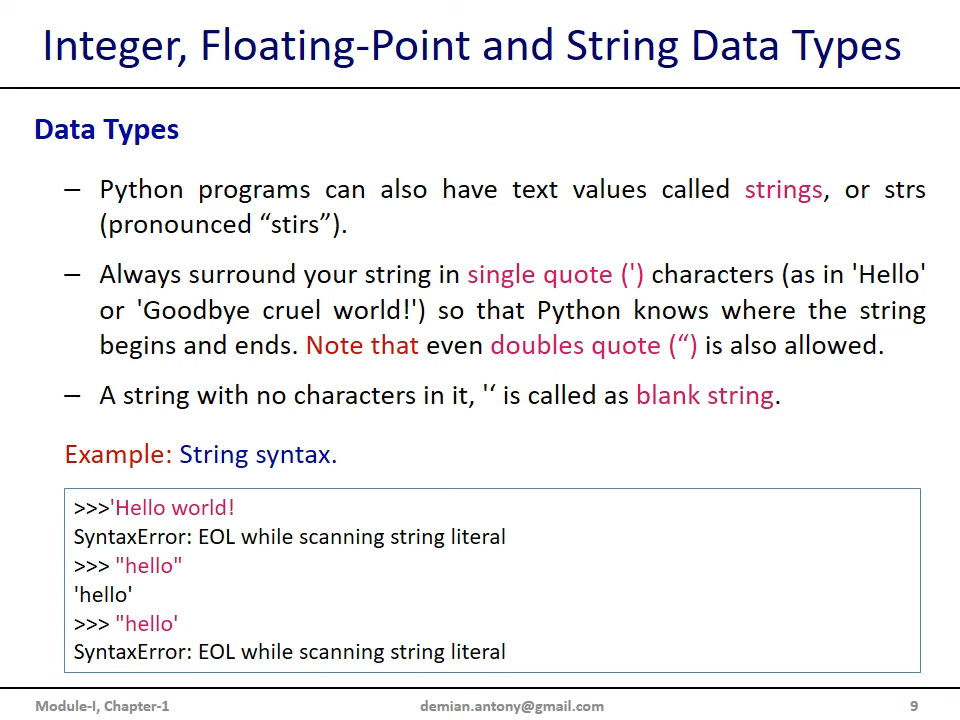 Integer, Floating-Point and String Data Types
Data Types
– Python programs can also have text values called strings, or strs
(pronounced “stirs”).
– Always surround your string in single quote (') characters (as in 'Hello'
or 'Goodbye cruel world!') so that Python knows where the string
begins and ends. Note that even doubles quote (“) is also allowed.
– A string with no characters in it, '‘ is called as blank string.
Example: String syntax.
>>>'Hello world!
SyntaxError: EOL while scanning string literal
>>> "hello"
'hello'
>>> "hello'
SyntaxError: EOL while scanning string literal
Module-I, Chapter-1 demian.antony@gmail.com 9